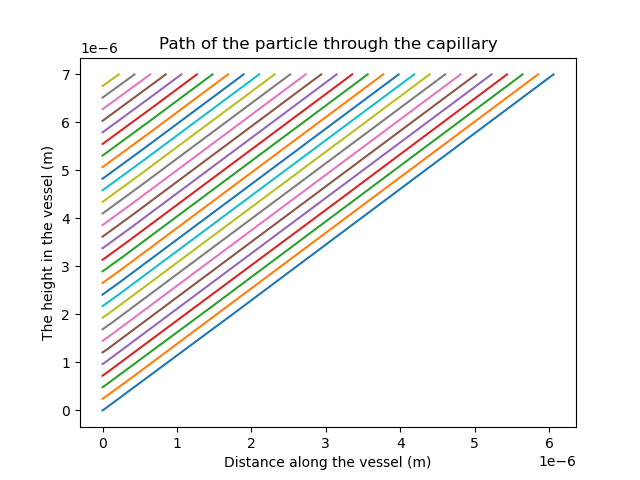 Path of the particle through the capillary
1e−6
7
6
5
4
3
2
1
0
The height in the vessel (m)
0 1 2 3 4 5 6
Distance along the vessel (m)
1e−6